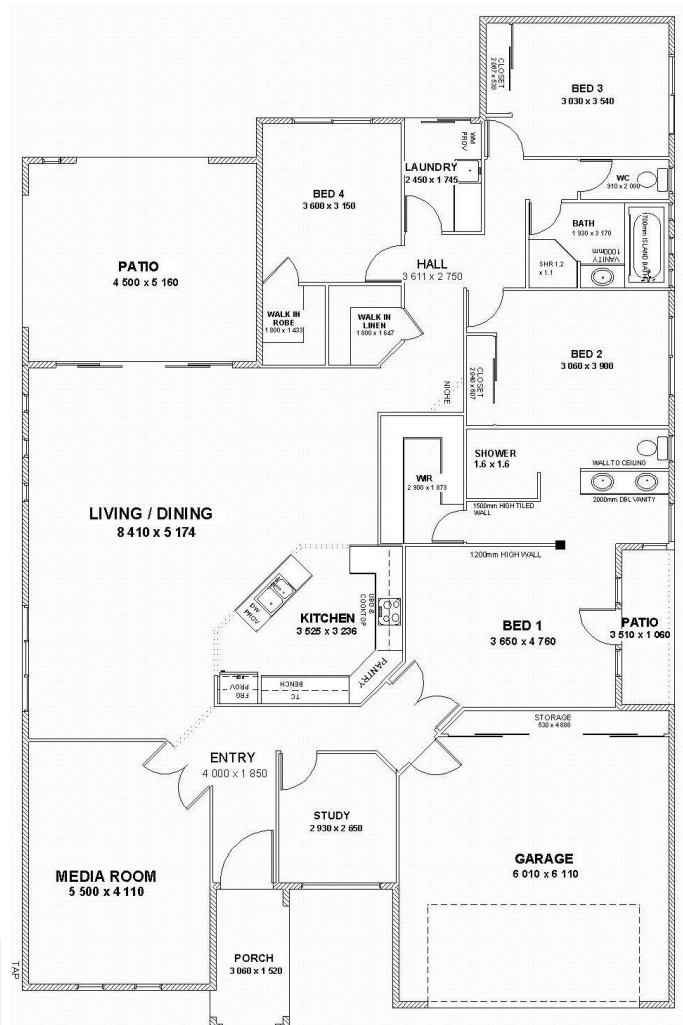 CLOSET
2 067 x 530
BED 3
3 030 x 3 540
WM
PROV
LAUNDRY
2 450 x 1 745
BED 4
3 600 x 3 150
WC
910 x 2 000
BATH
1 930 x 3 170
1700mm ISLAND BATH
1000mm
VANITY
SHR 1.2
x 1.1
PATIO
4 500 x 5 160
HALL
3 611 x 2 750
WALK IN
ROBE
1 800 x 1 433
WALK IN
LINEN
1 800 x 1 647
BED 2
3 060 x 3 900
CLOSET
2 040 x 607
NICHE
SHOWER
1.6 x 1.6
WALL TO CEILING
WIR
2 900 x 1 873
2000mm DBL VANITY
1500mm HIGH TILED
WALL
LIVING / DINING
8 410 x 5 174
1200mm HIGH WALL
DW
PROV
KITCHEN
3 525 x 3 236
UBO &
COOKTOP
BED 1
3 650 x 4 760
PATIO
3 510 x 1 060
FRG
PROV
TC
BENCH
PANTRY
STORAGE
530 x 4 888
ENTRY
4 000 x 1 850
STUDY
2 930 x 2 650
MEDIA ROOM
5 500 x 4 110
GARAGE
6 010 x 6 110
TAP
PORCH
3 060 x 1 520